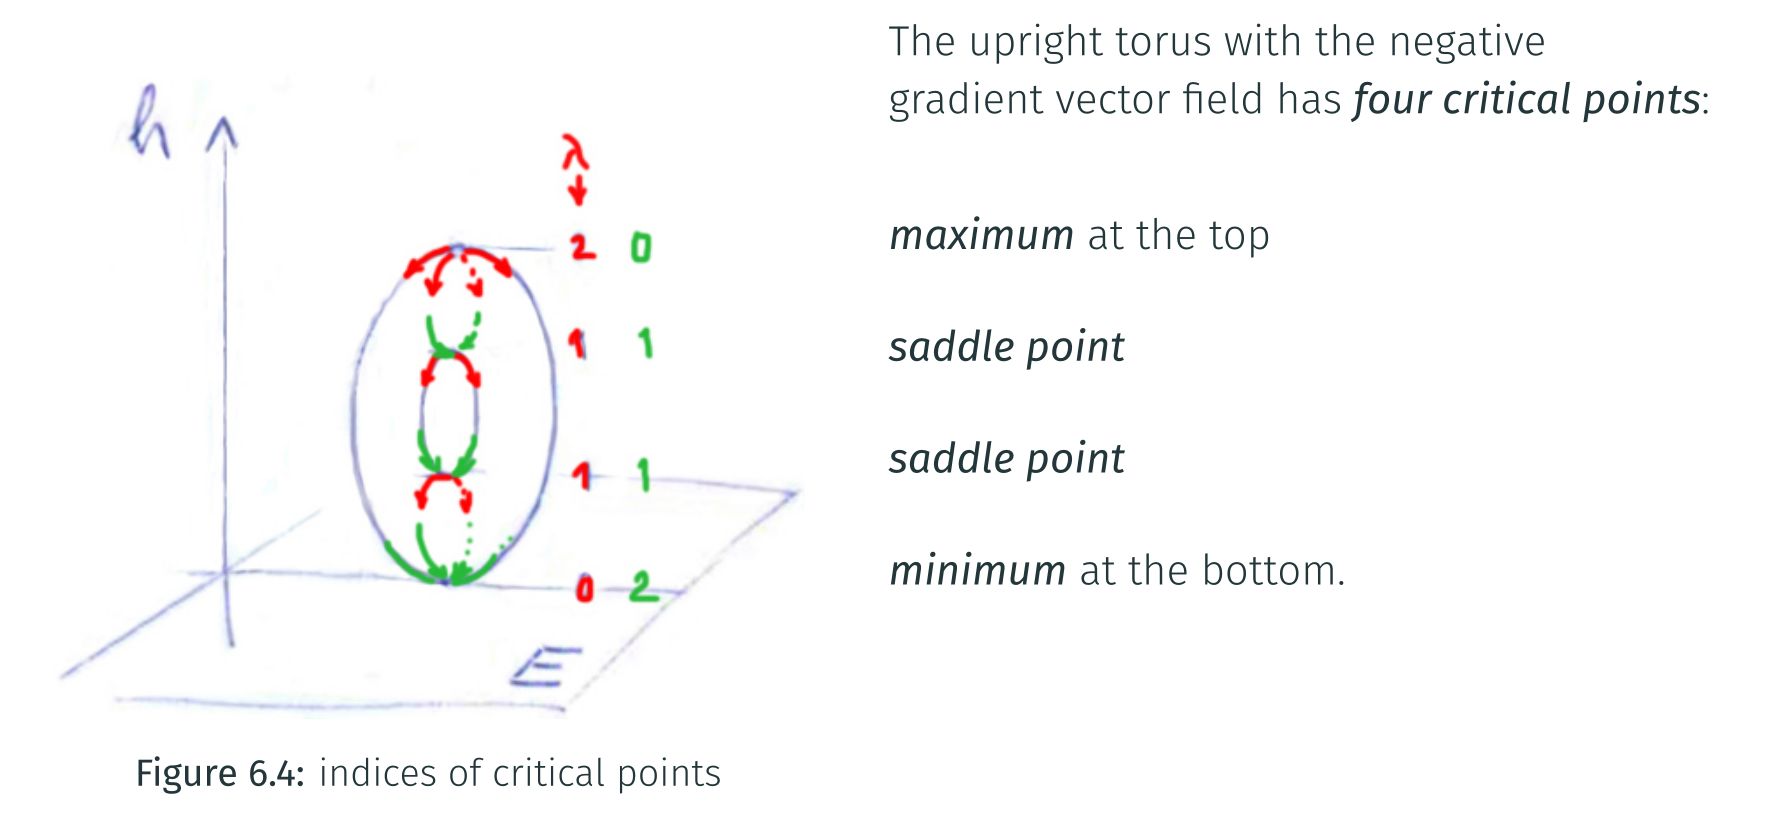 h
λ
2 0
1 1
1 1
0 2
E
Figure 6.4: indices of critical points
The upright torus with the negative
gradient vector field has four critical points:
maximum at the top
saddle point
saddle point
minimum at the bottom.